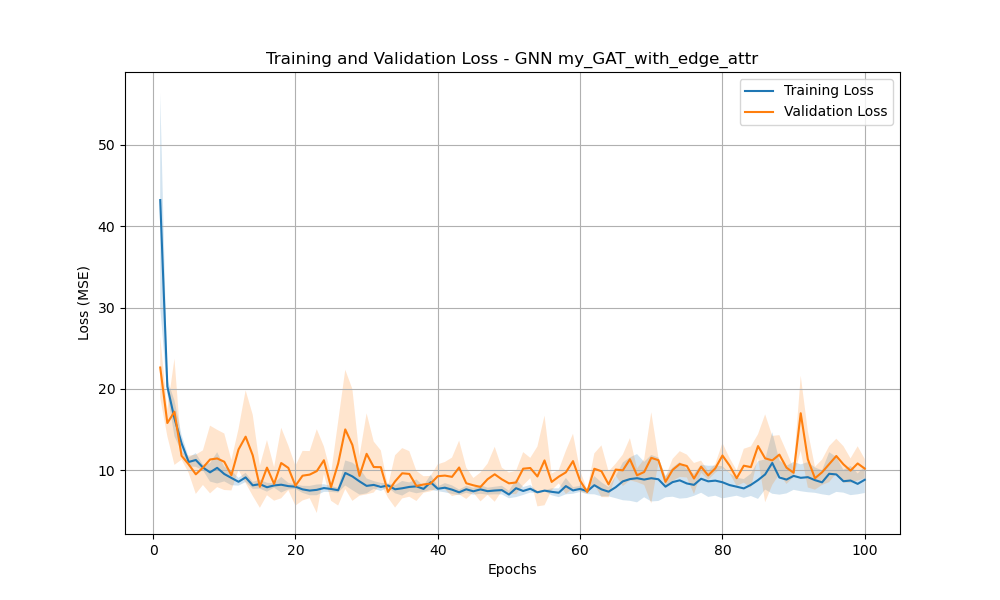 Training and Validation Loss - GNN my_GAT_with_edge_attr
Training Loss
Validation Loss
Loss (MSE)
50
40
30
20
10
0
20
40
60
80
100
Epochs